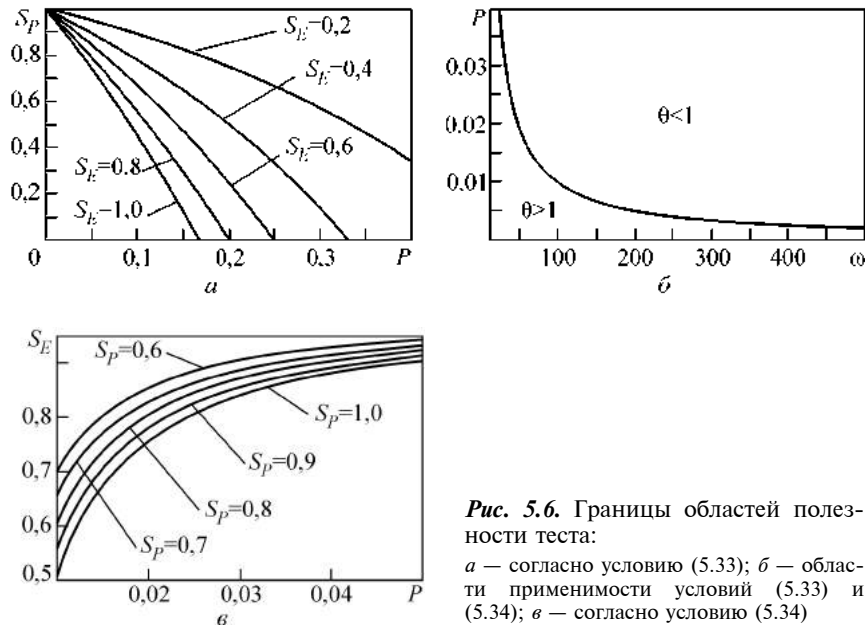 S_P
0,8
0,6
0,4
0,2
0
0,1
0,2
0,3
P
S_E=0,2
S_E=0,4
S_E=0,6
S_E=0,8
S_E=1,0
а
P
0,03
0,02
0,01
100
200
300
400
ω
θ<1
θ>1
б
S_E
0,8
0,7
0,6
0,5
0,02
0,03
0,04
P
S_P=0,6
S_P=1,0
S_P=0,9
S_P=0,8
S_P=0,7
в
Рис. 5.6. Границы областей полез-
ности теста:
а — согласно условию (5.33); б — облас-
ти применимости условий (5.33) и
(5.34); в — согласно условию (5.34)